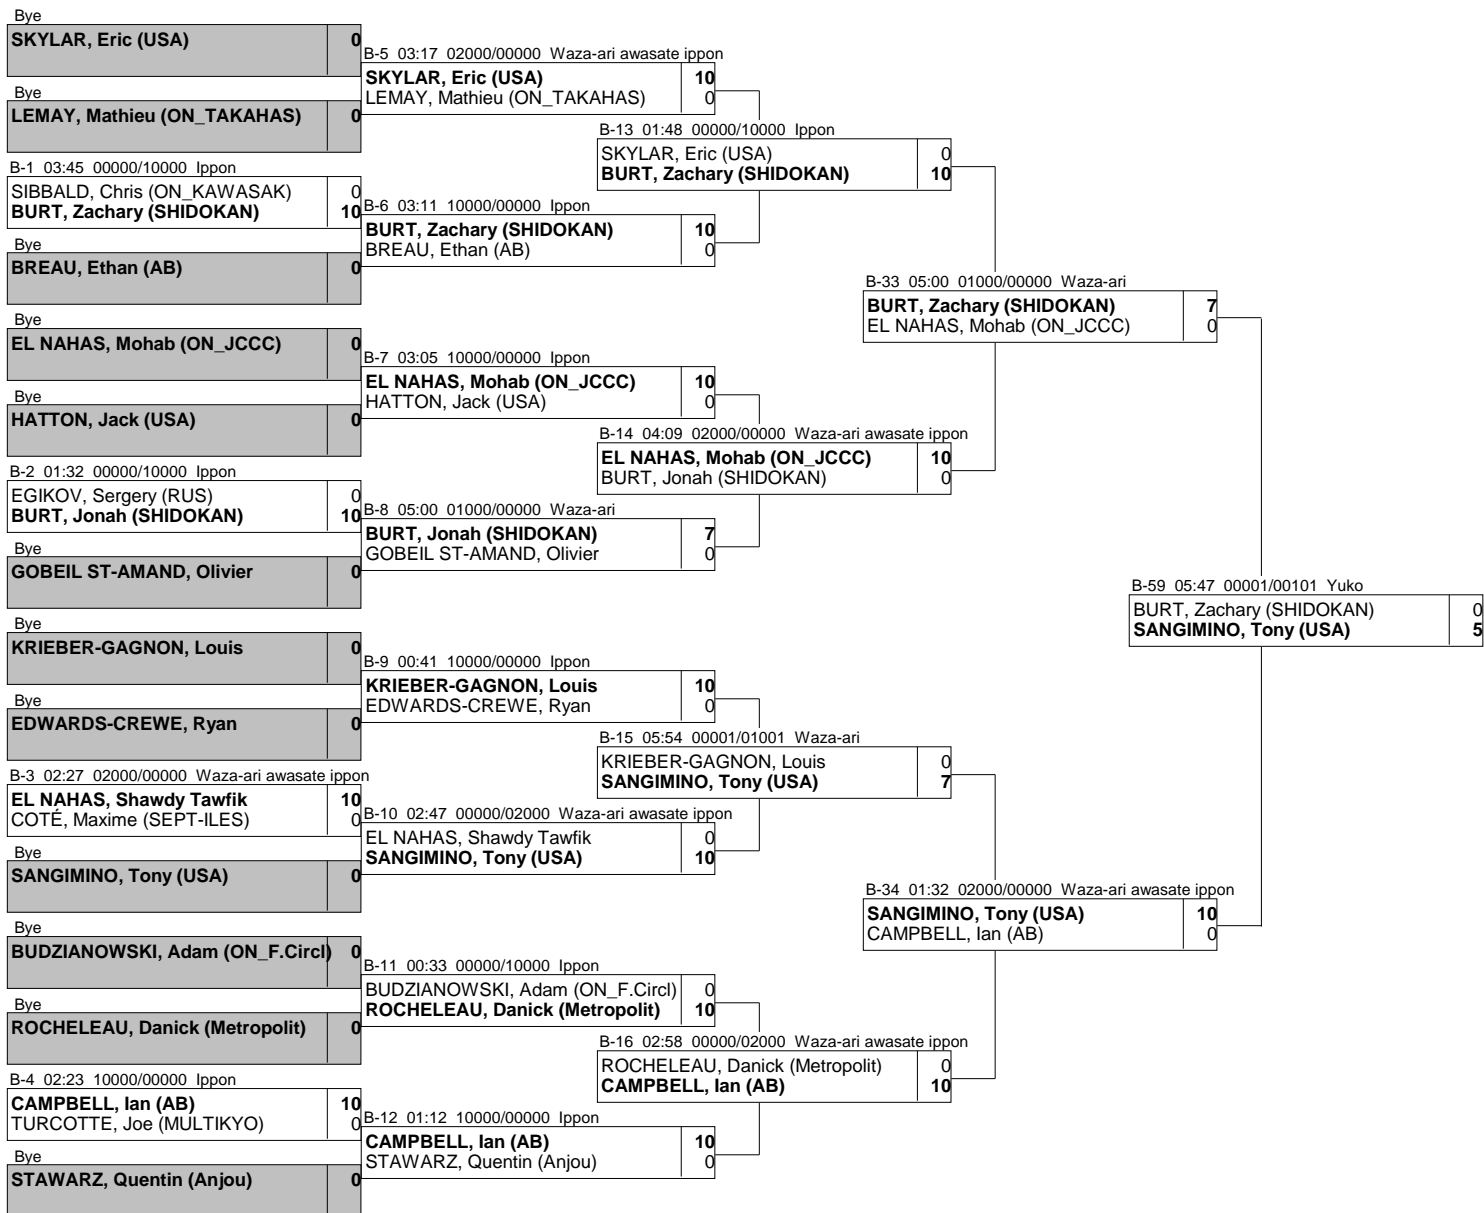 Bye
SKYLAR, Eric (USA) 0
Bye
LEMAY, Mathieu (ON_TAKAHAS) 0
B-1 03:45 00000/10000 Ippon
SIBBALD, Chris (ON_KAWASAK) 0
BURT, Zachary (SHIDOKAN) 10
Bye
BREAU, Ethan (AB) 0
Bye
EL NAHAS, Mohab (ON_JCCC) 0
Bye
HATTON, Jack (USA) 0
B-2 01:32 00000/10000 Ippon
EGIKOV, Sergery (RUS) 0
BURT, Jonah (SHIDOKAN) 10
Bye
GOBEIL ST-AMAND, Olivier 0
Bye
KRIEBER-GAGNON, Louis 0
Bye
EDWARDS-CREWE, Ryan 0
B-3 02:27 02000/00000 Waza-ari awasate ippon
EL NAHAS, Shawdy Tawfik 10
COTÉ, Maxime (SEPT-ILES) 0
Bye
SANGIMINO, Tony (USA) 0
Bye
BUDZIANOWSKI, Adam (ON_F.Circl) 0
Bye
ROCHELEAU, Danick (Metropolit) 0
B-4 02:23 10000/00000 Ippon
CAMPBELL, Ian (AB) 10
TURCOTTE, Joe (MULTIKYO) 0
Bye
STAWARZ, Quentin (Anjou) 0
B-5 03:17 02000/00000 Waza-ari awasate ippon
SKYLAR, Eric (USA) 10
LEMAY, Mathieu (ON_TAKAHAS) 0
B-6 03:11 10000/00000 Ippon
BURT, Zachary (SHIDOKAN) 10
BREAU, Ethan (AB) 0
B-7 03:05 10000/00000 Ippon
EL NAHAS, Mohab (ON_JCCC) 10
HATTON, Jack (USA) 0
B-8 05:00 01000/00000 Waza-ari
BURT, Jonah (SHIDOKAN) 7
GOBEIL ST-AMAND, Olivier 0
B-9 00:41 10000/00000 Ippon
KRIEBER-GAGNON, Louis 10
EDWARDS-CREWE, Ryan 0
B-10 02:47 00000/02000 Waza-ari awasate ippon
EL NAHAS, Shawdy Tawfik 0
SANGIMINO, Tony (USA) 10
B-11 00:33 00000/10000 Ippon
BUDZIANOWSKI, Adam (ON_F.Circl) 0
ROCHELEAU, Danick (Metropolit) 10
B-12 01:12 10000/00000 Ippon
CAMPBELL, Ian (AB) 10
STAWARZ, Quentin (Anjou) 0
B-13 01:48 00000/10000 Ippon
SKYLAR, Eric (USA) 0
BURT, Zachary (SHIDOKAN) 10
B-14 04:09 02000/00000 Waza-ari awasate ippon
EL NAHAS, Mohab (ON_JCCC) 10
BURT, Jonah (SHIDOKAN) 0
B-15 05:54 00001/01001 Waza-ari
KRIEBER-GAGNON, Louis 0
SANGIMINO, Tony (USA) 7
B-16 02:58 00000/02000 Waza-ari awasate ippon
ROCHELEAU, Danick (Metropolit) 0
CAMPBELL, Ian (AB) 10
B-33 05:00 01000/00000 Waza-ari
BURT, Zachary (SHIDOKAN) 7
EL NAHAS, Mohab (ON_JCCC) 0
B-34 01:32 02000/00000 Waza-ari awasate ippon
SANGIMINO, Tony (USA) 10
CAMPBELL, Ian (AB) 0
B-59 05:47 00001/00101 Yuko
BURT, Zachary (SHIDOKAN) 0
SANGIMINO, Tony (USA) 5